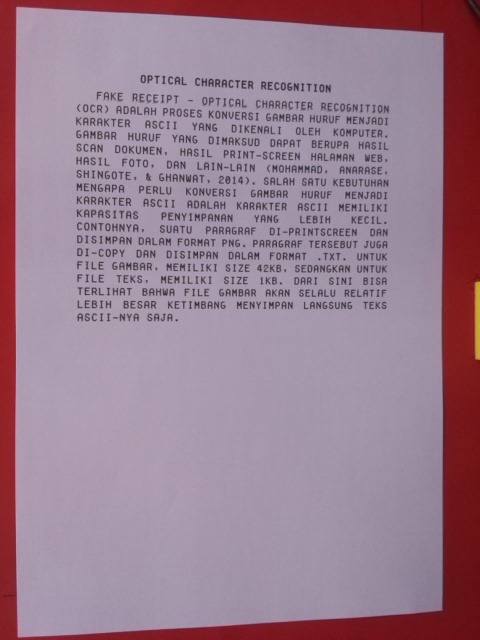 OPTICAL CHARACTER RECOGNITION
FAKE RECEIPT - OPTICAL CHARACTER RECOGNITION
(OCR) ADALAH PROSES KONVERSI GAMBAR HURUF MENJADI
KARAKTER ASCII YANG DIKENALI OLEH KOMPUTER.
GAMBAR HURUF YANG DIMAKSUD DAPAT BERUPA HASIL
SCAN DOKUMEN, HASIL PRINT-SCREEN HALAMAN WEB,
HASIL FOTO, DAN LAIN-LAIN (MOHAMMAD, ANARASE,
SHINGOTE, & GHANWAT, 2014). SALAH SATU KEBUTUHAN
MENGAPA PERLU KONVERSI GAMBAR HURUF MENJADI
KARAKTER ASCII ADALAH KARAKTER ASCII MEMILIKI
KAPASITAS PENYIMPANAN YANG LEBIH KECIL.
CONTOHNYA, SUATU PARAGRAF DI-PRINTSCREEN DAN
DISIMPAN DALAM FORMAT PNG. PARAGRAF TERSEBUT JUGA
DI-COPY DAN DISIMPAN DALAM FORMAT .TXT. UNTUK
FILE GAMBAR, MEMILIKI SIZE 42KB, SEDANGKAN UNTUK
FILE TEKS, MEMILIKI SIZE 1KB. DARI SINI BISA
TERLIHAT BAHWA FILE GAMBAR AKAN SELALU RELATIF
LEBIH BESAR KETIMBANG MENYIMPAN LANGSUNG TEKS
ASCII-NYA SAJA.